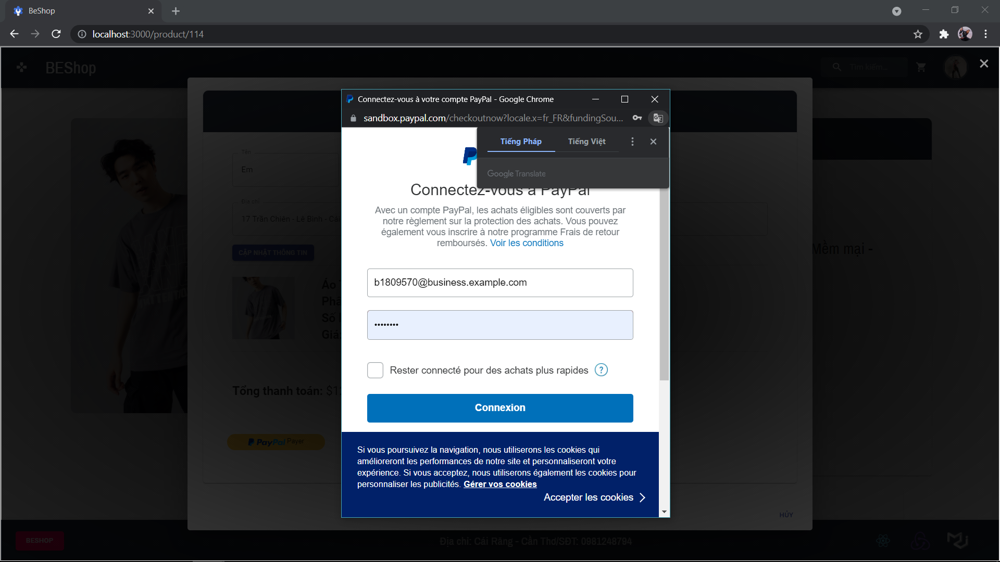 BeShop
localhost:3000/product/114
BEShop
Tìm kiếm...
Connectez-vous à votre compte PayPal - Google Chrome
sandbox.paypal.com/checkoutnow?locale.x=fr_FR&fundingSou...
Tiếng Pháp
Tiếng Việt
Google Translate
Connectez-vous à PayPal
Avec un compte PayPal, les achats éligibles sont couverts par
notre règlement sur la protection des achats. Vous pouvez
également vous inscrire à notre programme Frais de retour
remboursés. Voir les conditions
b1809570@business.example.com
••••••••
Rester connecté pour des achats plus rapides
?
Connexion
Si vous poursuivez la navigation, nous utiliserons les cookies qui
amélioreront les performances de notre site et personnaliseront votre
expérience. Si vous acceptez, nous utiliserons également les cookies pour
personnaliser les publicités. Gérer vos cookies
Accepter les cookies
Tên
Em
Địa chỉ
17 Trần Chiên - Lê Bình - Cái
CẬP NHẬT THÔNG TIN
Áo
Số
Giá:
Tổng thanh toán: $1
PayPal Payer
Mềm mại -
HỦY
BESHOP
Địa chỉ: Cái Răng - Cần Thơ/SĐT: 0981248794